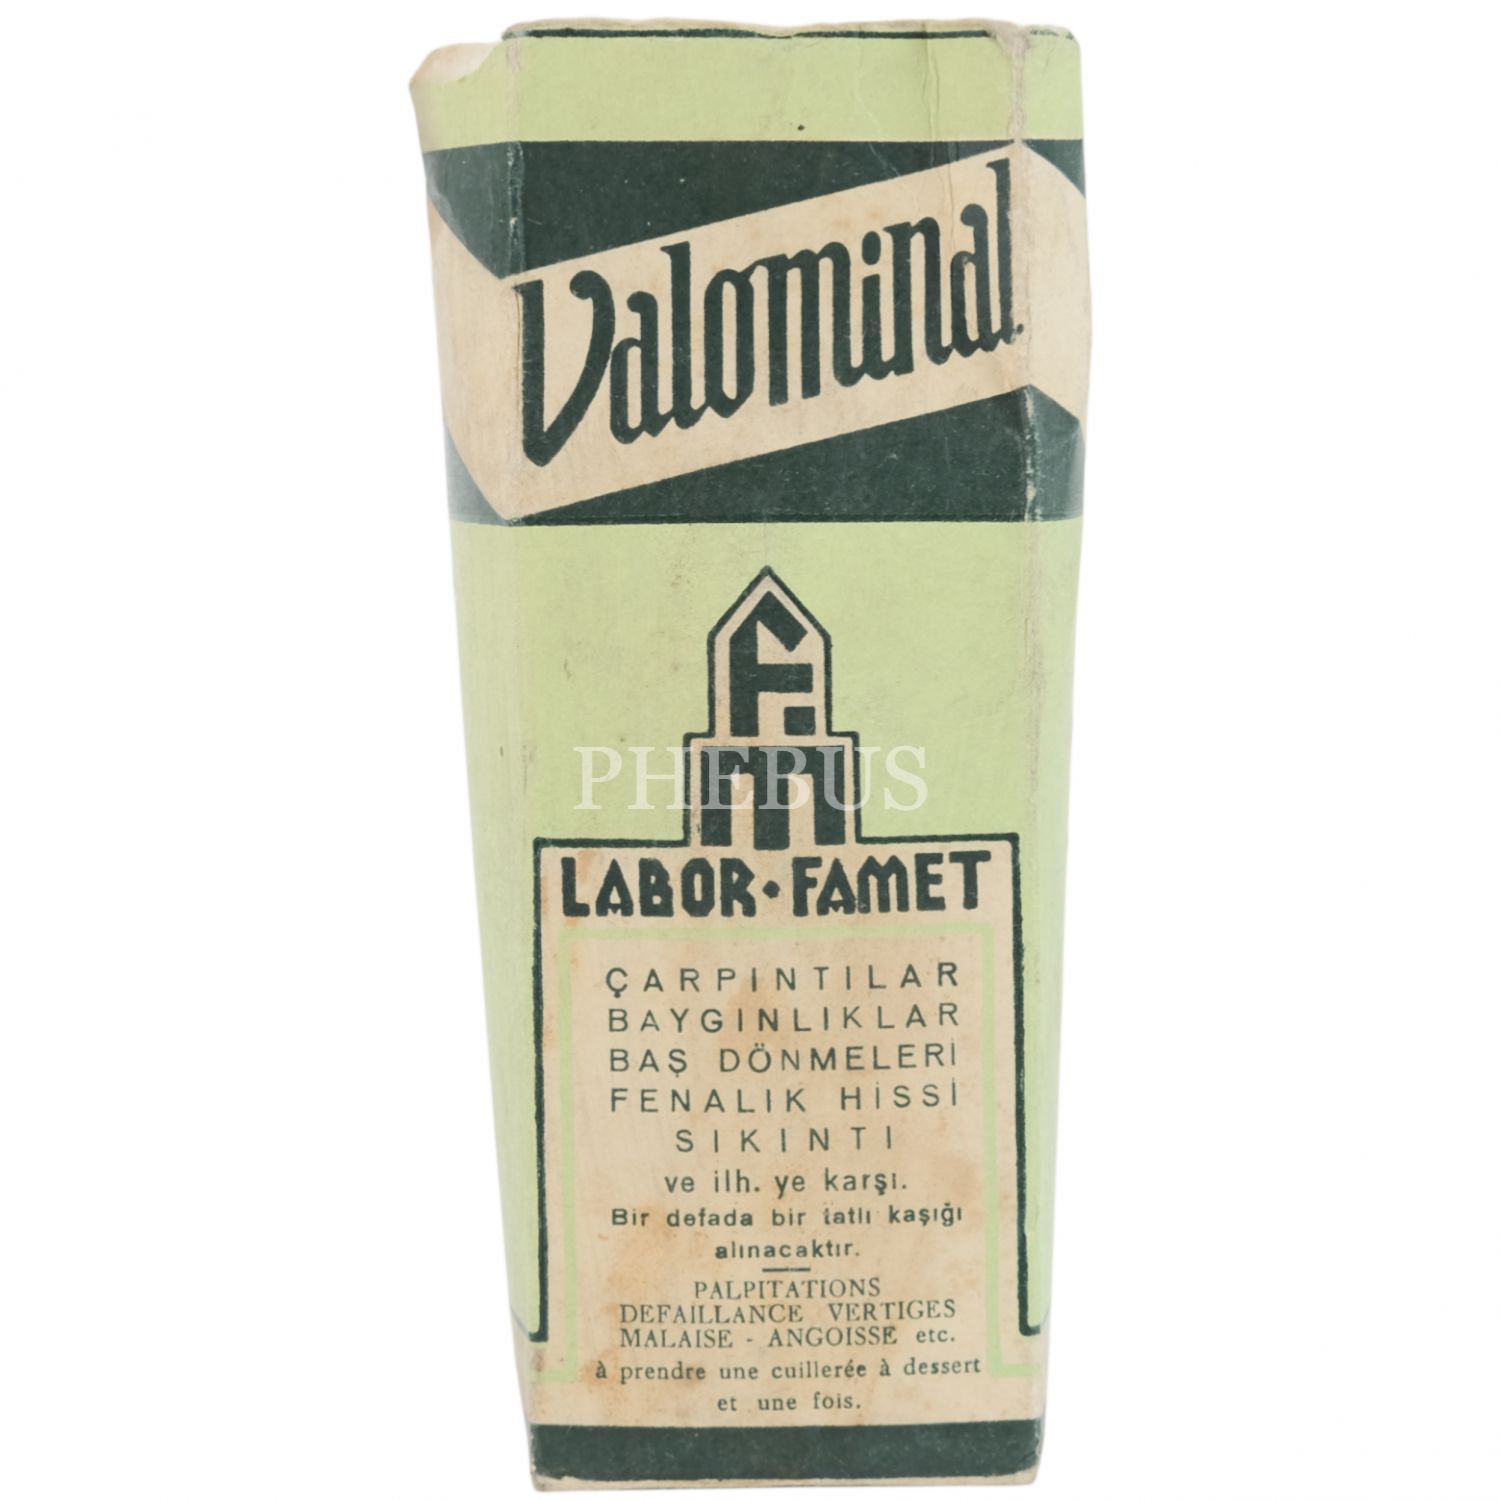 Valominal
F.
M
PHEBUS
LABOR·FAMET
ÇARPINTILAR
BAYGINLIKLAR
BAŞ DÖNMELERİ
FENALIK HİSSİ
SIKINTI
ve ilh. ye karşı.
Bir defada bir tatlı kaşığı
alınacaktır.
PALPITATIONS
DEFAILLANCE VERTIGES
MALAISE - ANGOISSE etc.
à prendre une cuillerée à dessert
et une fois.